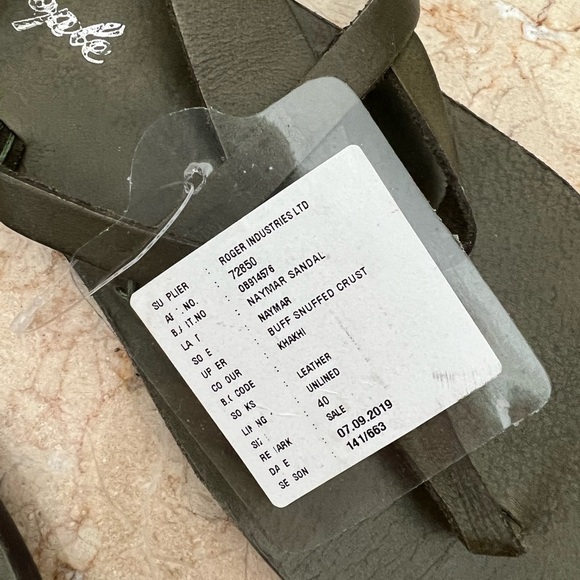 SU PLIER : ROGER INDUSTRIES LTD
NO. : 72850
IT.NO : OB914576
LA T : NAYMAR SANDAL
SO E : NAYMAR
UP ER : BUFF SNUFFED CRUST
CO OUR : KHAKHI
CODE :
SO KS : LEATHER
LIN NG : UNLINED
SI : 40
RE ARK : SALE
DA E : 07.09.2019
SE SON : 141/663